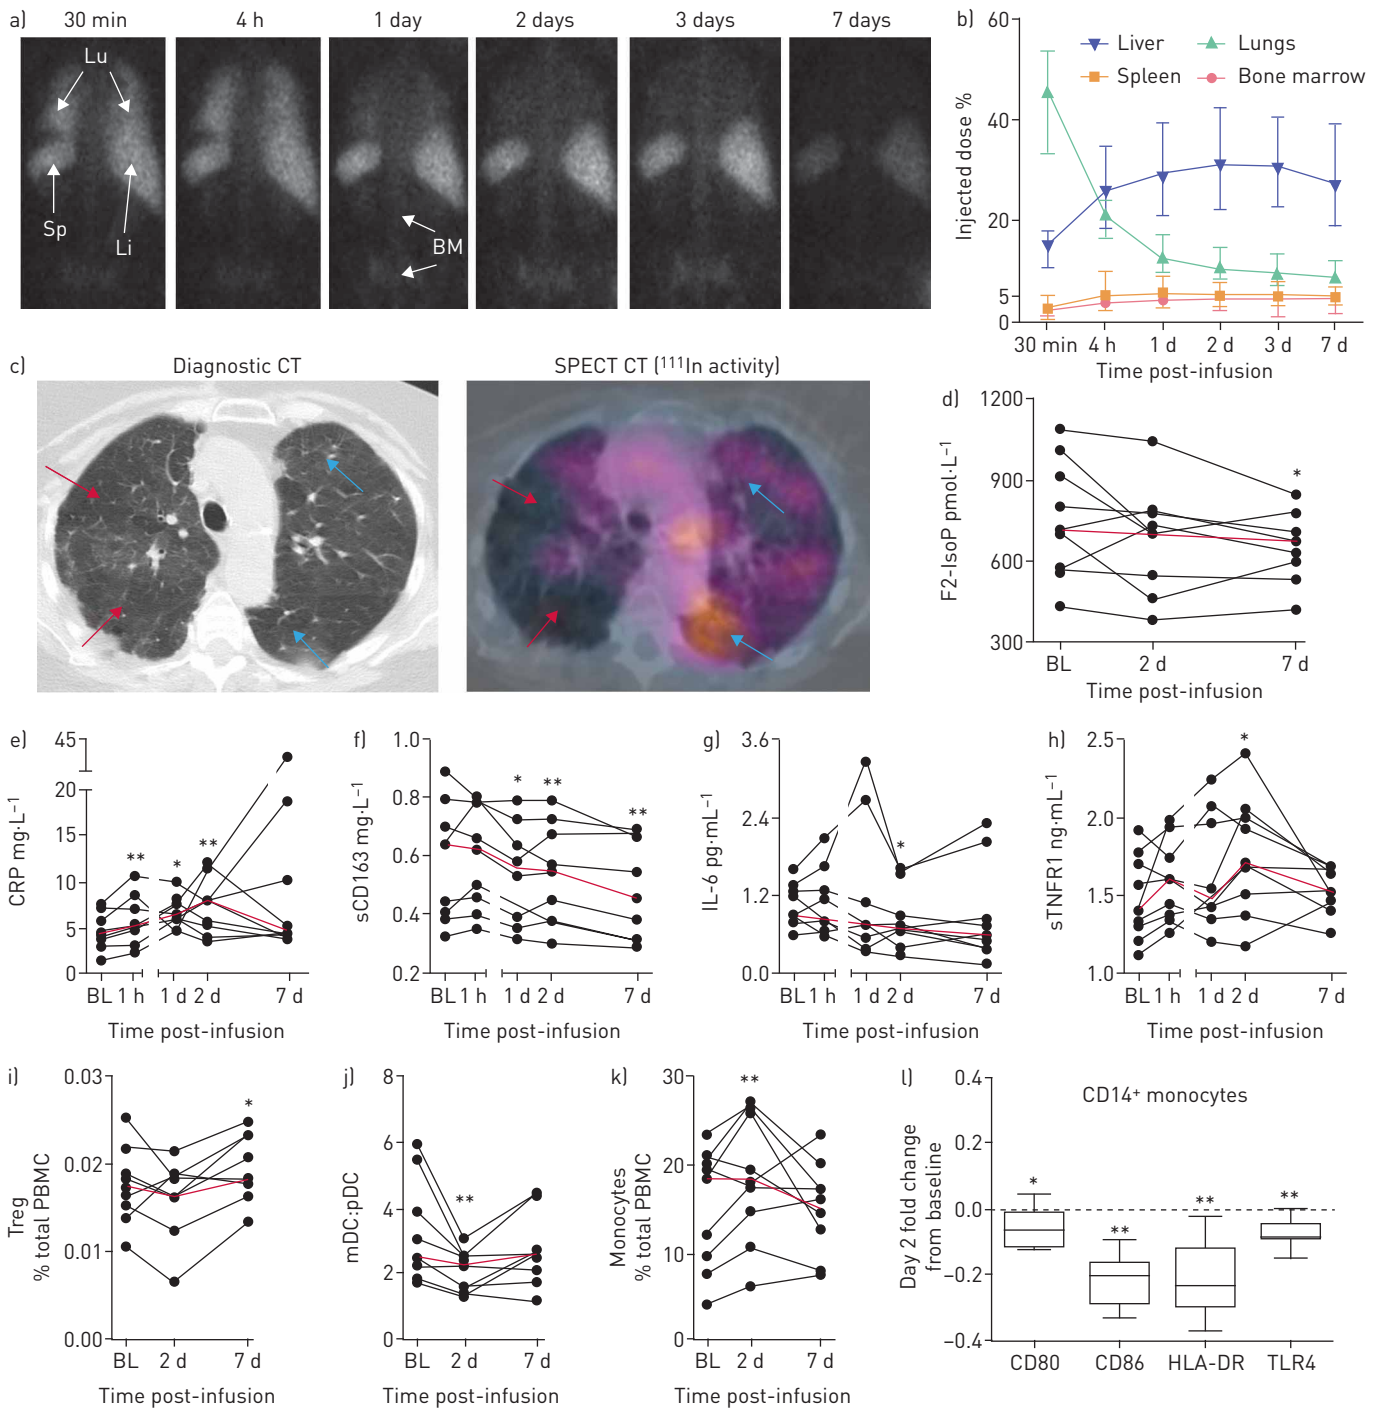 a)
30 min
4 h
1 day
2 days
3 days
7 days
Lu
Sp
Li
BM
b)
60
40
20
5
0
Injected dose %
Liver
Lungs
Spleen
Bone marrow
30 min
4 h
1 d
2 d
3 d
7 d
Time post-infusion
c)
Diagnostic CT
SPECT CT (¹¹¹In activity)
d)
1200
900
600
300
F2-IsoP pmol·L⁻¹
*
BL
2 d
7 d
Time post-infusion
e)
45
20
15
10
5
0
CRP mg·L⁻¹
**
*
**
BL
1 h
1 d
2 d
7 d
Time post-infusion
f)
1.0
0.8
0.6
0.4
0.2
sCD163 mg·L⁻¹
*
**
**
BL
1 h
1 d
2 d
7 d
Time post-infusion
g)
3.6
2.4
1.2
0.0
IL-6 pg·mL⁻¹
*
BL
1 h
1 d
2 d
7 d
Time post-infusion
h)
2.5
2.0
1.5
1.0
sTNFR1 ng·mL⁻¹
*
BL
1 h
1 d
2 d
7 d
Time post-infusion
i)
0.03
0.02
0.01
0.00
Treg
% total PBMC
*
BL
2 d
7 d
Time post-infusion
j)
8
6
4
2
0
mDC:pDC
**
BL
2 d
7 d
Time post-infusion
k)
30
20
10
0
Monocytes
% total PBMC
**
BL
2 d
7 d
Time post-infusion
l)
0.4
0.2
0.0
−0.2
−0.4
Day 2 fold change
from baseline
CD14⁺ monocytes
*
**
**
**
CD80
CD86
HLA-DR
TLR4